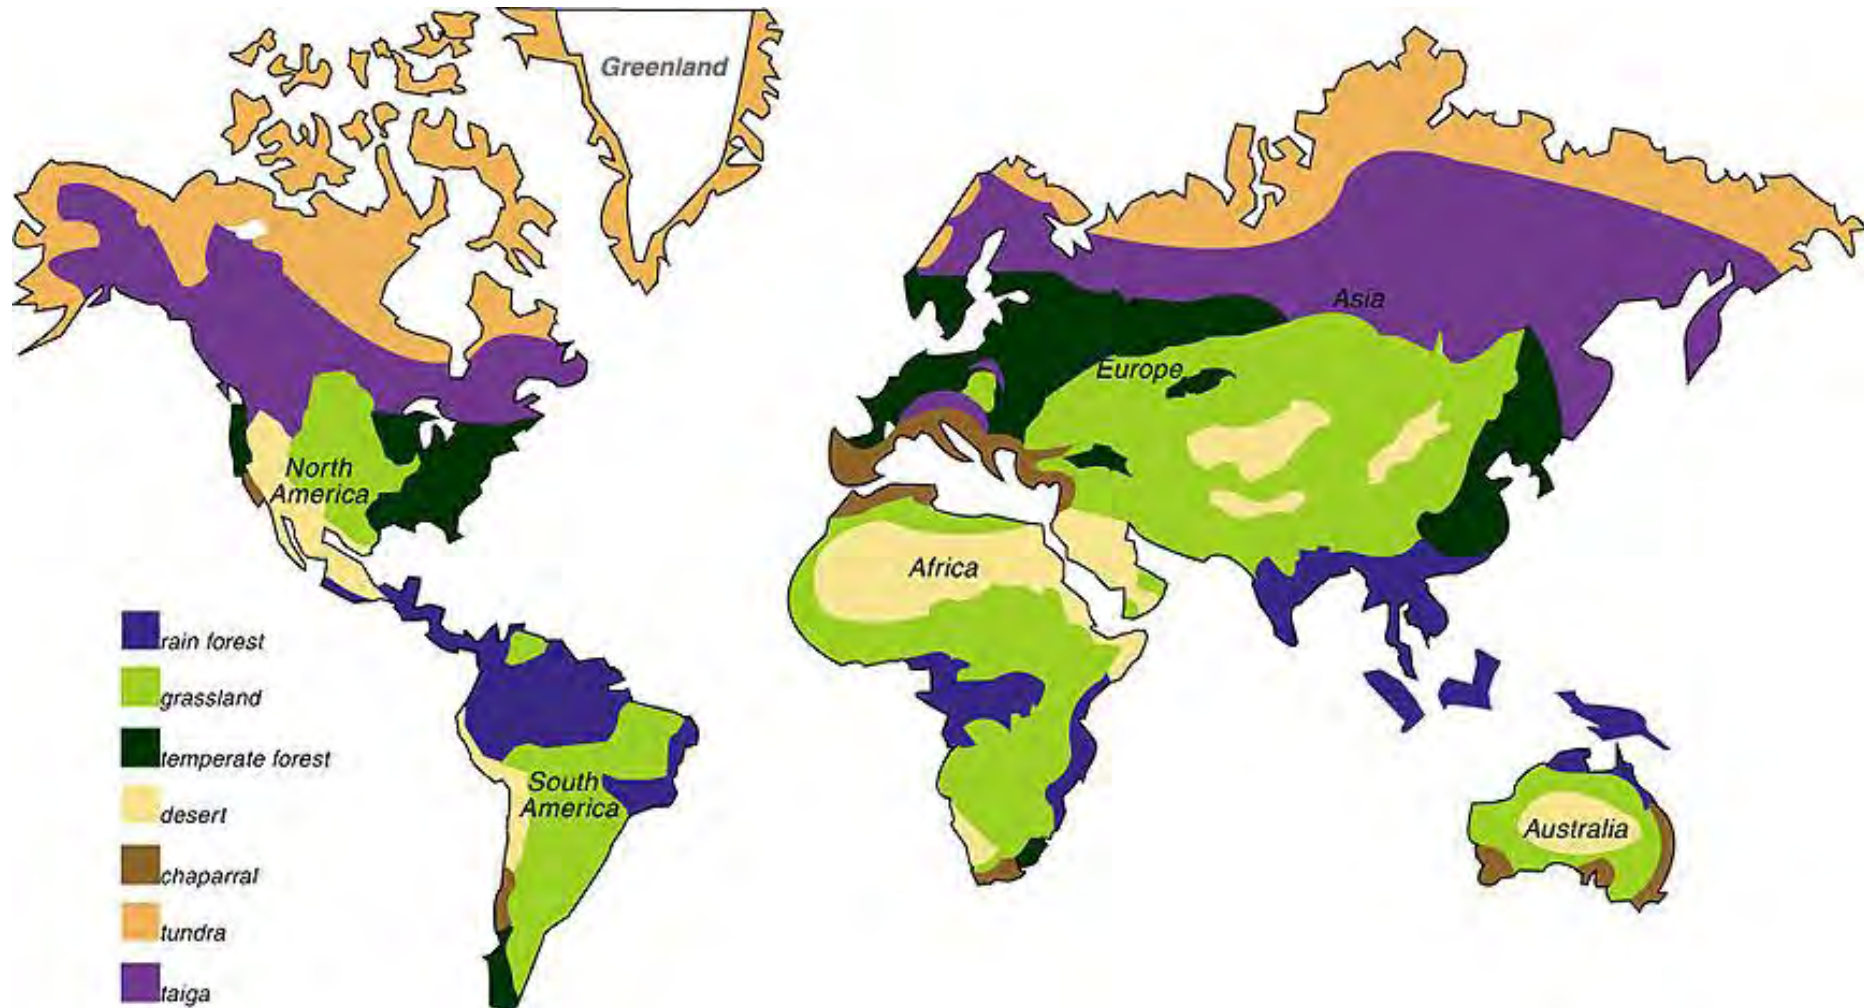 Greenland
Asia
Europe
North
America
Africa
rain forest
grassland
temperate forest
South
America
desert
Australia
chaparral
tundra
taiga